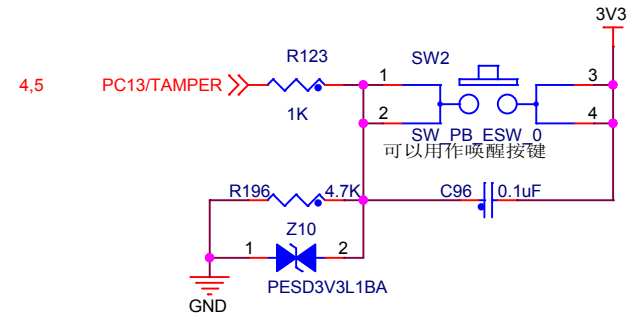 3V3
R123
SW2
4,5
PC13/TAMPER
1
3
1K
2
4
SW_PB_ESW_0
可以用作唤醒按键
R196
4.7K
C96
0.1uF
Z10
1
2
PESD3V3L1BA
GND